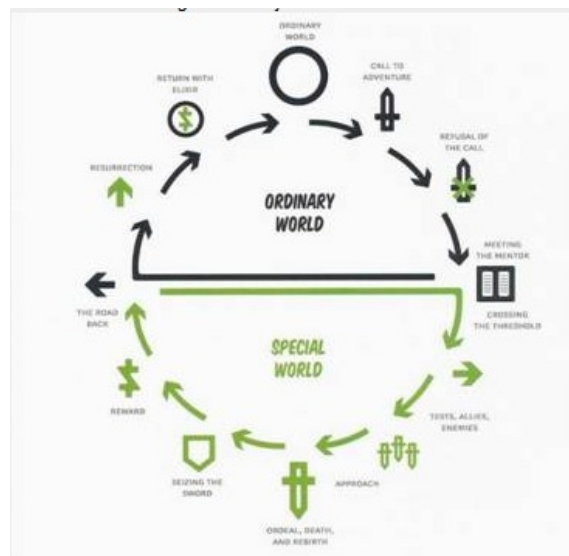 ORDINARY
WORLD
CALL TO
ADVENTURE
REFUSAL OF
THE CALL
MEETING
THE MENTOR
CROSSING
THE THRESHOLD
TESTS, ALLIES,
ENEMIES
APPROACH
ORDEAL, DEATH,
AND REBIRTH
SEIZING THE
SWORD
REWARD
THE ROAD
BACK
RESURRECTION
RETURN WITH
ELIXIR
ORDINARY
WORLD
SPECIAL
WORLD